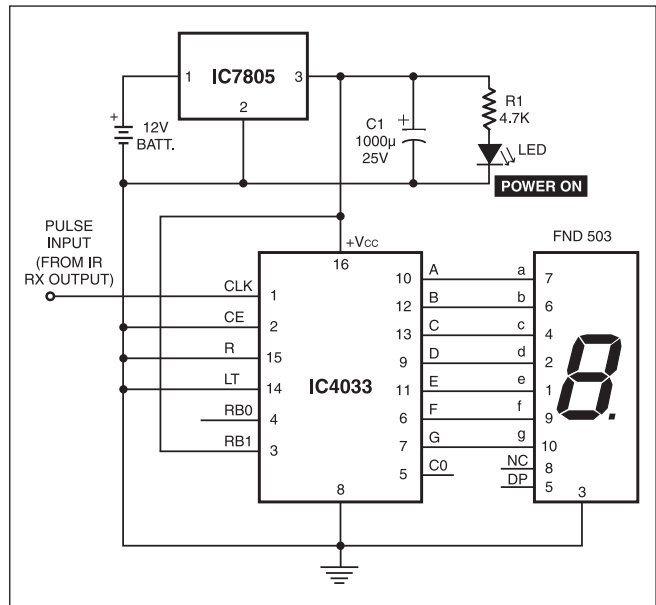 1
IC7805
3
2
+
12V
BATT.
C1
1000µ
25V
+
R1
4.7K
LED
POWER ON
PULSE
INPUT
(FROM IR
RX OUTPUT)
+Vcc
16
FND 503
CLK 1
CE 2
R 15
LT 14
RB0 4
RB1 3
IC4033
10 A a 7
12 B b 6
13 C c 4
9 D d 2
11 E e 1
6 F f 9
7 G g 10
5 C0
NC 8
DP 5
8
3